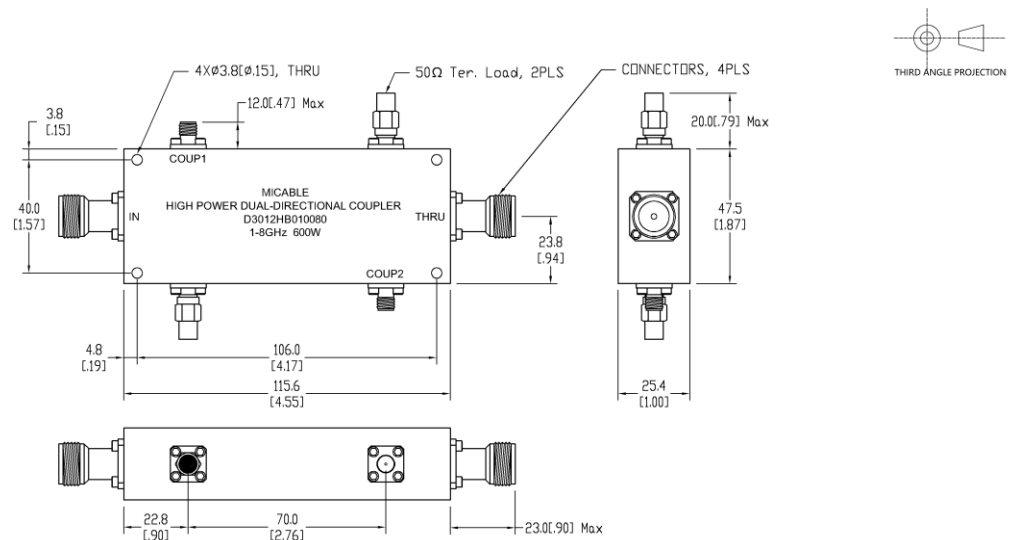 THIRD ANGLE PROJECTION
4XØ3.8[Ø.15], THRU
50Ω Ter. Load, 2PLS
CONNECTORS, 4PLS
12.0[.47] Max
20.0[.79] Max
3.8
[.15]
COUP1
MICABLE
HIGH POWER DUAL-DIRECTIONAL COUPLER
D3012HB010080
1-8GHz 600W
IN
THRU
COUP2
40.0
[1.57]
23.8
[.94]
47.5
[1.87]
4.8
[.19]
106.0
[4.17]
115.6
[4.55]
25.4
[1.00]
22.8
[.90]
70.0
[2.76]
23.0[.90] Max